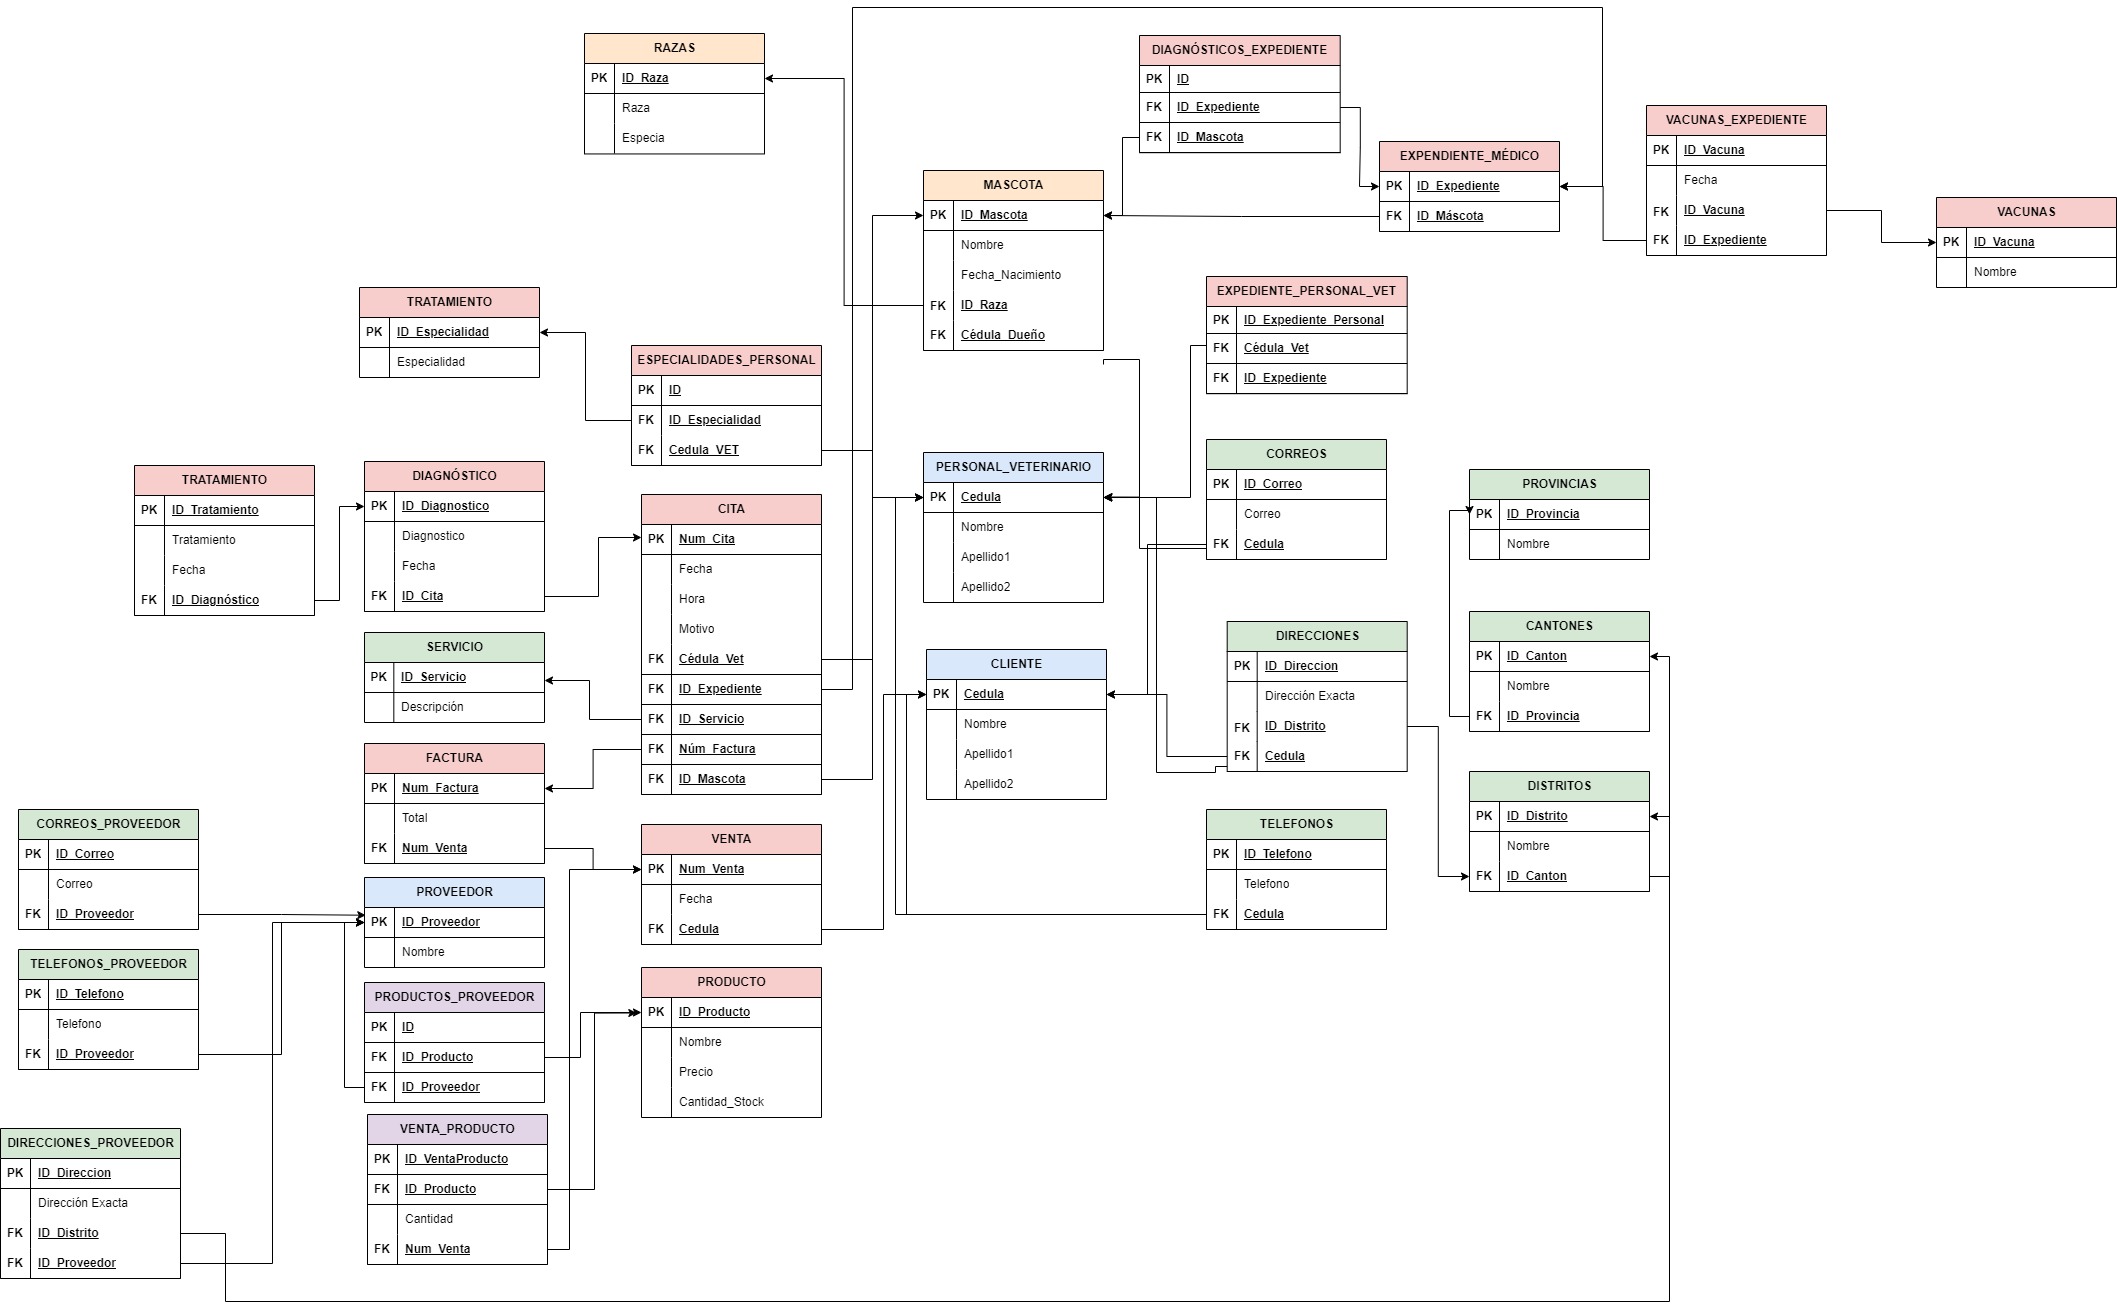 RAZAS
PK ID_Raza
Raza
Especia
DIAGNÓSTICOS_EXPEDIENTE
PK ID
FK ID_Expediente
FK ID_Mascota
EXPENDIENTE_MÉDICO
PK ID_Expediente
FK ID_Máscota
VACUNAS_EXPEDIENTE
PK ID_Vacuna
Fecha
FK ID_Vacuna
FK ID_Expediente
VACUNAS
PK ID_Vacuna
Nombre
MASCOTA
PK ID_Mascota
Nombre
Fecha_Nacimiento
FK ID_Raza
FK Cédula_Dueño
EXPEDIENTE_PERSONAL_VET
PK ID_Expediente_Personal
FK Cédula_Vet
FK ID_Expediente
TRATAMIENTO
PK ID_Especialidad
Especialidad
ESPECIALIDADES_PERSONAL
PK ID
FK ID_Especialidad
FK Cedula_VET
TRATAMIENTO
PK ID_Tratamiento
Tratamiento
Fecha
FK ID_Diagnóstico
DIAGNÓSTICO
PK ID_Diagnostico
Diagnostico
Fecha
FK ID_Cita
CITA
PK Num_Cita
Fecha
Hora
Motivo
FK Cédula_Vet
FK ID_Expediente
FK ID_Servicio
FK Núm_Factura
FK ID_Mascota
PERSONAL_VETERINARIO
PK Cedula
Nombre
Apellido1
Apellido2
CORREOS
PK ID_Correo
Correo
FK Cedula
PROVINCIAS
PK ID_Provincia
Nombre
SERVICIO
PK ID_Servicio
Descripción
CLIENTE
PK Cedula
Nombre
Apellido1
Apellido2
DIRECCIONES
PK ID_Direccion
Dirección Exacta
FK ID_Distrito
FK Cedula
CANTONES
PK ID_Canton
Nombre
FK ID_Provincia
FACTURA
PK Num_Factura
Total
FK Num_Venta
DISTRITOS
PK ID_Distrito
Nombre
FK ID_Canton
CORREOS_PROVEEDOR
PK ID_Correo
Correo
FK ID_Proveedor
PROVEEDOR
PK ID_Proveedor
Nombre
VENTA
PK Num_Venta
Fecha
FK Cedula
TELEFONOS
PK ID_Telefono
Telefono
FK Cedula
TELEFONOS_PROVEEDOR
PK ID_Telefono
Telefono
FK ID_Proveedor
PRODUCTOS_PROVEEDOR
PK ID
FK ID_Producto
FK ID_Proveedor
PRODUCTO
PK ID_Producto
Nombre
Precio
Cantidad_Stock
DIRECCIONES_PROVEEDOR
PK ID_Direccion
Dirección Exacta
FK ID_Distrito
FK ID_Proveedor
VENTA_PRODUCTO
PK ID_VentaProducto
FK ID_Producto
Cantidad
FK Num_Venta